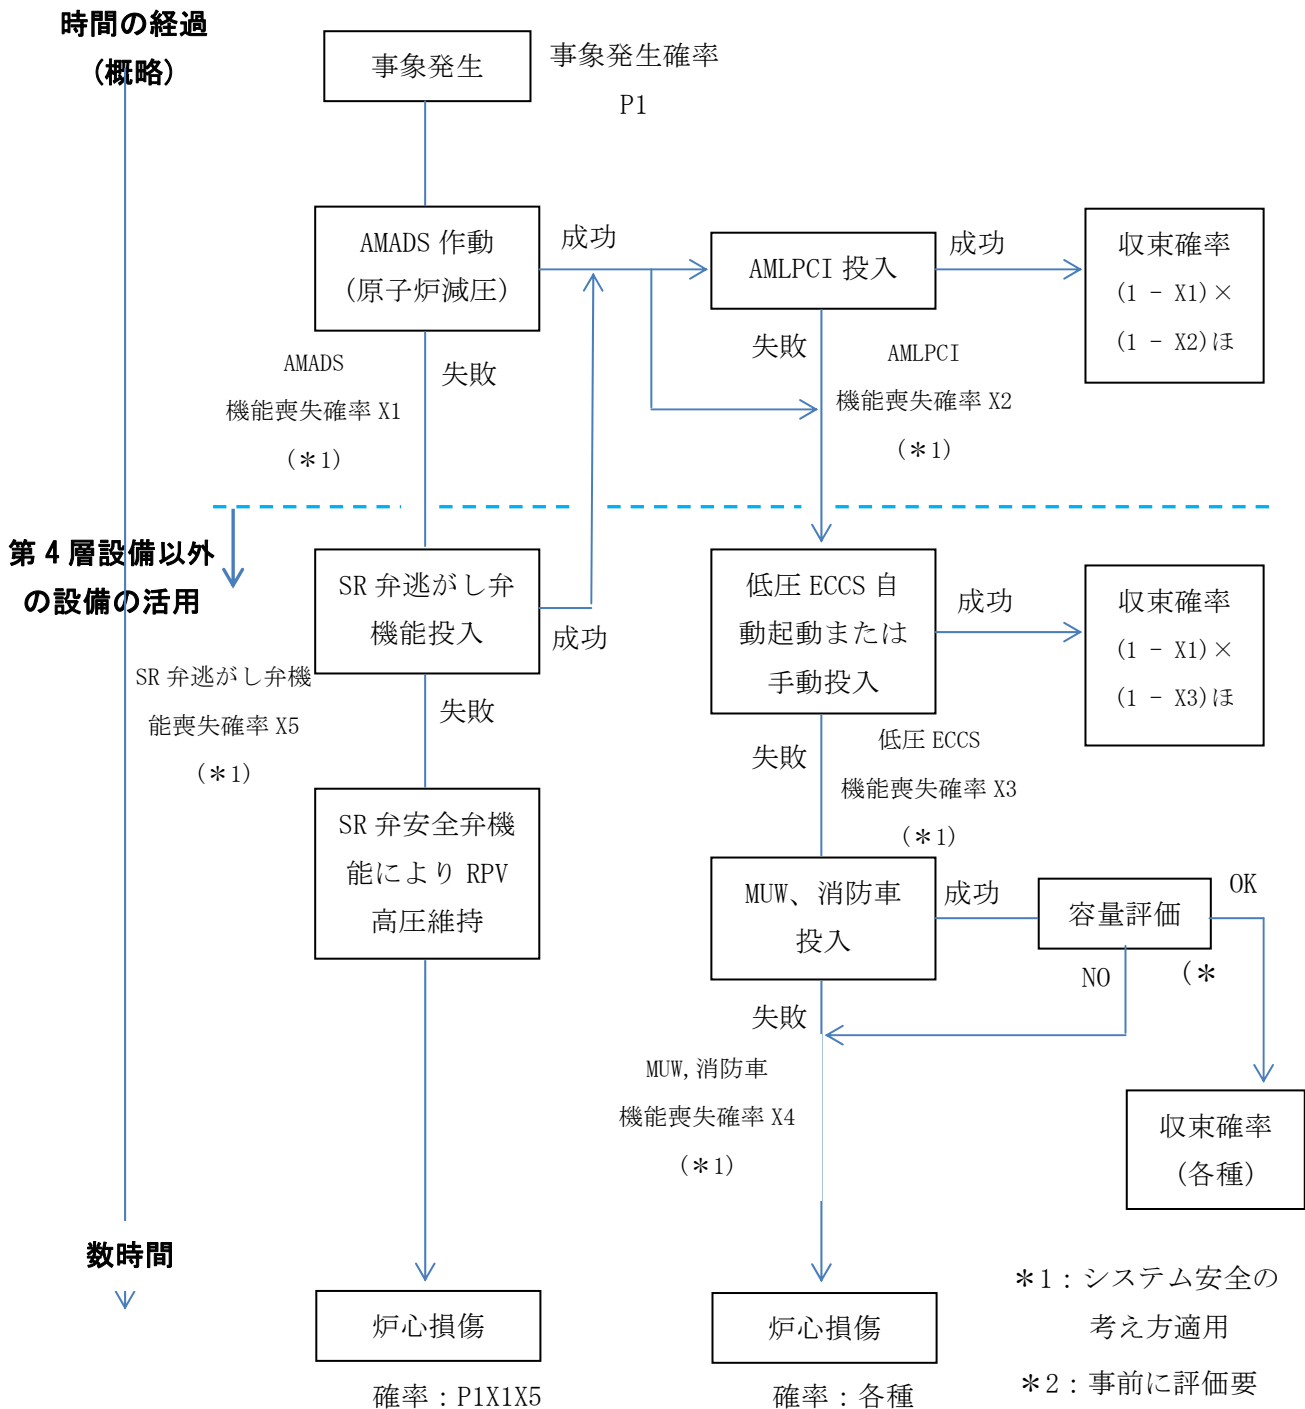 時間の経過
(概略)
事象発生
事象発生確率
P1
AMADS 作動
(原子炉減圧)
成功
AMLPCI 投入
成功
収束確率
(1 - X1)×
(1 - X2)ほ
失敗
AMADS
機能喪失確率 X1
(＊1)
失敗
AMLPCI
機能喪失確率 X2
(＊1)
第 4 層設備以外
の設備の活用
SR 弁逃がし弁
機能投入
成功
SR 弁逃がし弁機
能喪失確率 X5
(＊1)
失敗
低圧 ECCS 自
動起動または
手動投入
成功
収束確率
(1 - X1)×
(1 - X3)ほ
失敗
低圧 ECCS
機能喪失確率 X3
(＊1)
SR 弁安全弁機
能により RPV
高圧維持
MUW、消防車
投入
成功
容量評価
OK
NO
(＊
失敗
MUW,消防車
機能喪失確率 X4
(＊1)
収束確率
(各種)
数時間
炉心損傷
確率：P1X1X5
炉心損傷
確率：各種
＊1：システム安全の
考え方適用
＊2：事前に評価要